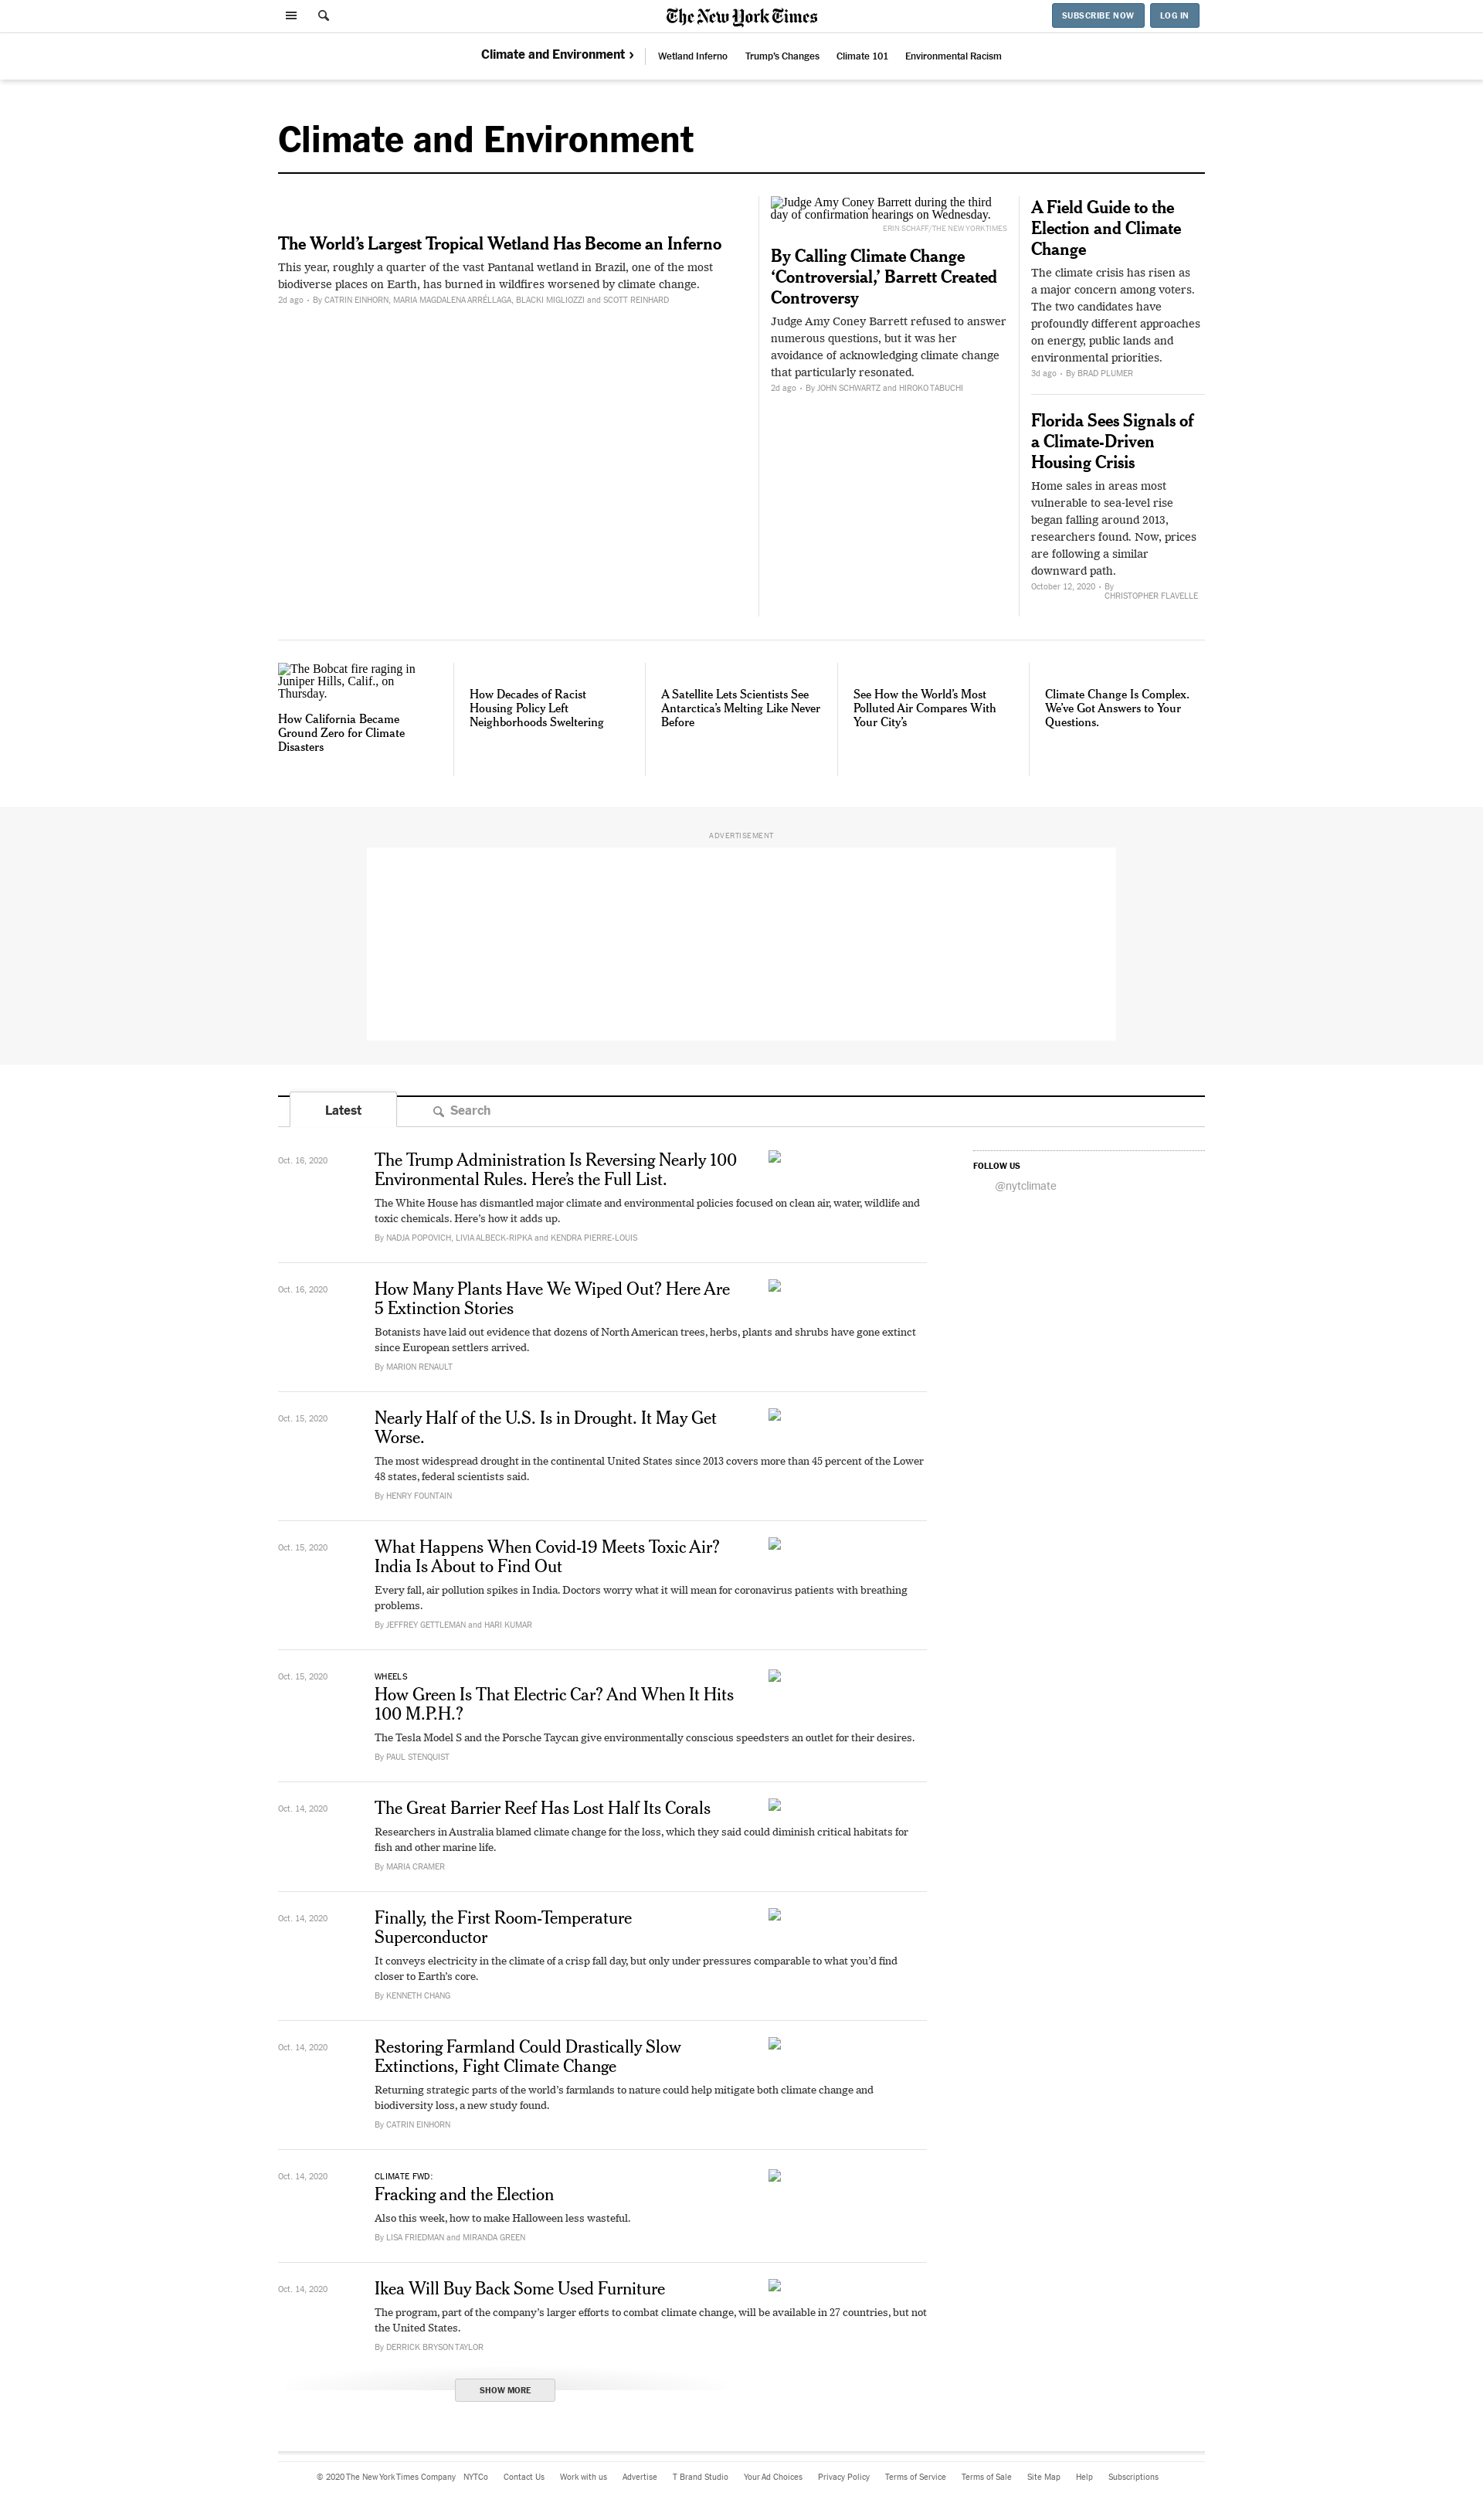 The New York Times
SUBSCRIBE NOW
LOG IN
Climate and Environment ›
Wetland Inferno
Trump's Changes
Climate 101
Environmental Racism
Climate and Environment
The World's Largest Tropical Wetland Has Become an Inferno
This year, roughly a quarter of the vast Pantanal wetland in Brazil, one of the most
biodiverse places on Earth, has burned in wildfires worsened by climate change.
2d ago • By CATRIN EINHORN, MARIA MAGDALENA ARRÉLLAGA, BLACKI MIGLIOZZI and SCOTT REINHARD
Judge Amy Coney Barrett during the third
day of confirmation hearings on Wednesday.
ERIN SCHAFF/THE NEW YORK TIMES
By Calling Climate Change
‘Controversial,’ Barrett Created
Controversy
Judge Amy Coney Barrett refused to answer
numerous questions, but it was her
avoidance of acknowledging climate change
that particularly resonated.
2d ago • By JOHN SCHWARTZ and HIROKO TABUCHI
A Field Guide to the
Election and Climate
Change
The climate crisis has risen as
a major concern among voters.
The two candidates have
profoundly different approaches
on energy, public lands and
environmental priorities.
3d ago • By BRAD PLUMER
Florida Sees Signals of
a Climate-Driven
Housing Crisis
Home sales in areas most
vulnerable to sea-level rise
began falling around 2013,
researchers found. Now, prices
are following a similar
downward path.
October 12, 2020 • By
CHRISTOPHER FLAVELLE
The Bobcat fire raging in
Juniper Hills, Calif., on
Thursday.
How California Became
Ground Zero for Climate
Disasters
How Decades of Racist
Housing Policy Left
Neighborhoods Sweltering
A Satellite Lets Scientists See
Antarctica's Melting Like Never
Before
See How the World's Most
Polluted Air Compares With
Your City's
Climate Change Is Complex.
We've Got Answers to Your
Questions.
ADVERTISEMENT
Latest
Search
Oct. 16, 2020
The Trump Administration Is Reversing Nearly 100
Environmental Rules. Here's the Full List.
The White House has dismantled major climate and environmental policies focused on clean air, water, wildlife and
toxic chemicals. Here's how it adds up.
By NADJA POPOVICH, LIVIA ALBECK-RIPKA and KENDRA PIERRE-LOUIS
FOLLOW US
@nytclimate
Oct. 16, 2020
How Many Plants Have We Wiped Out? Here Are
5 Extinction Stories
Botanists have laid out evidence that dozens of North American trees, herbs, plants and shrubs have gone extinct
since European settlers arrived.
By MARION RENAULT
Oct. 15, 2020
Nearly Half of the U.S. Is in Drought. It May Get
Worse.
The most widespread drought in the continental United States since 2013 covers more than 45 percent of the Lower
48 states, federal scientists said.
By HENRY FOUNTAIN
Oct. 15, 2020
What Happens When Covid-19 Meets Toxic Air?
India Is About to Find Out
Every fall, air pollution spikes in India. Doctors worry what it will mean for coronavirus patients with breathing
problems.
By JEFFREY GETTLEMAN and HARI KUMAR
Oct. 15, 2020
WHEELS
How Green Is That Electric Car? And When It Hits
100 M.P.H.?
The Tesla Model S and the Porsche Taycan give environmentally conscious speedsters an outlet for their desires.
By PAUL STENQUIST
Oct. 14, 2020
The Great Barrier Reef Has Lost Half Its Corals
Researchers in Australia blamed climate change for the loss, which they said could diminish critical habitats for
fish and other marine life.
By MARIA CRAMER
Oct. 14, 2020
Finally, the First Room-Temperature
Superconductor
It conveys electricity in the climate of a crisp fall day, but only under pressures comparable to what you'd find
closer to Earth's core.
By KENNETH CHANG
Oct. 14, 2020
Restoring Farmland Could Drastically Slow
Extinctions, Fight Climate Change
Returning strategic parts of the world's farmlands to nature could help mitigate both climate change and
biodiversity loss, a new study found.
By CATRIN EINHORN
Oct. 14, 2020
CLIMATE FWD:
Fracking and the Election
Also this week, how to make Halloween less wasteful.
By LISA FRIEDMAN and MIRANDA GREEN
Oct. 14, 2020
Ikea Will Buy Back Some Used Furniture
The program, part of the company's larger efforts to combat climate change, will be available in 27 countries, but not
the United States.
By DERRICK BRYSON TAYLOR
SHOW MORE
© 2020 The New York Times Company NYTCo Contact Us Work with us Advertise T Brand Studio Your Ad Choices Privacy Policy Terms of Service Terms of Sale Site Map Help Subscriptions